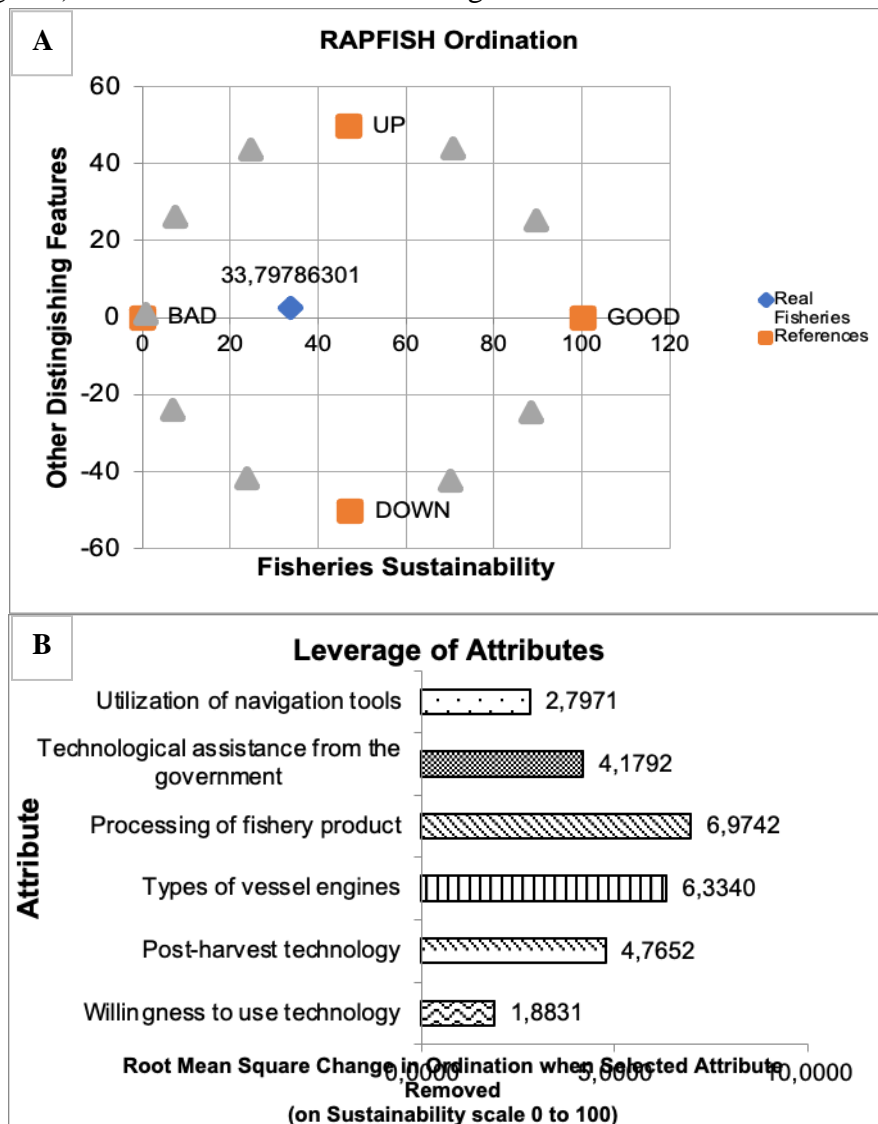 A
RAPFISH Ordination
60
40
20
0
-20
-40
-60
Other Distingishing Features
UP
33,79786301
BAD
GOOD
0 20 40 60 80 100 120
DOWN
Real
Fisheries
References
Fisheries Sustainability
B
Leverage of Attributes
Attribute
Utilization of navigation tools 2,7971
Technological assistance from the
government 4,1792
Processing of fishery product 6,9742
Types of vessel engines 6,3340
Post-harvest technology 4,7652
Willingness to use technology 1,8831
0,0000 5,0000 10,0000
Root Mean Square Change in Ordination when Selected Attribute
Removed
(on Sustainability scale 0 to 100)